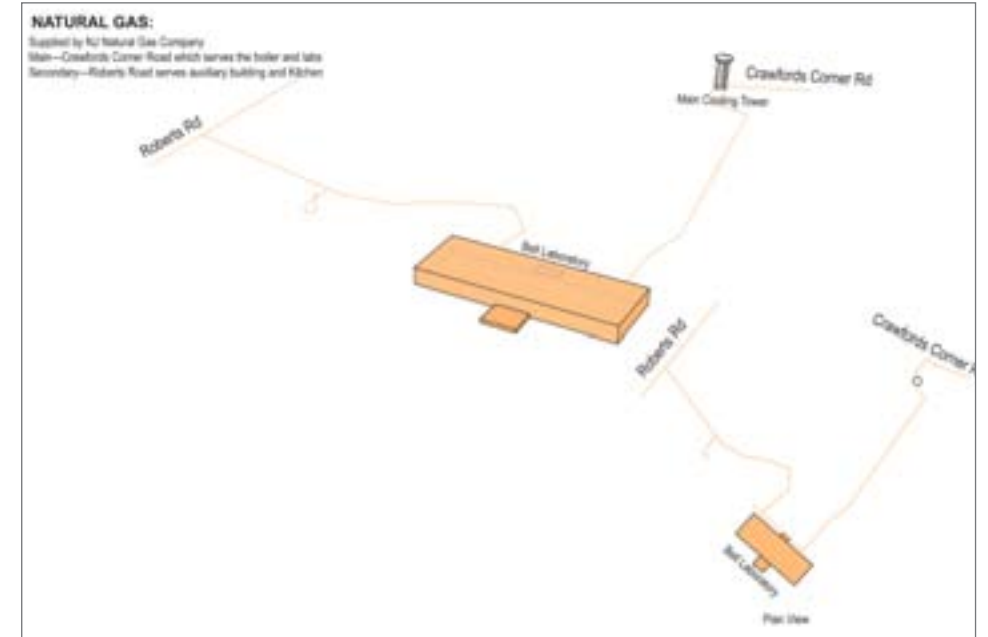 NATURAL GAS:
Supplied by NJ Natural Gas Company
Main—Crawfords Corner Road which serves the boiler and labs
Secondary—Roberts Road serves auxiliary building and Kitchen
Crawfords Corner Rd
Main Cooling Tower
Roberts Rd
Bell Laboratory
Roberts Rd
Crawfords Corner R
Bell Laboratory
Plan View